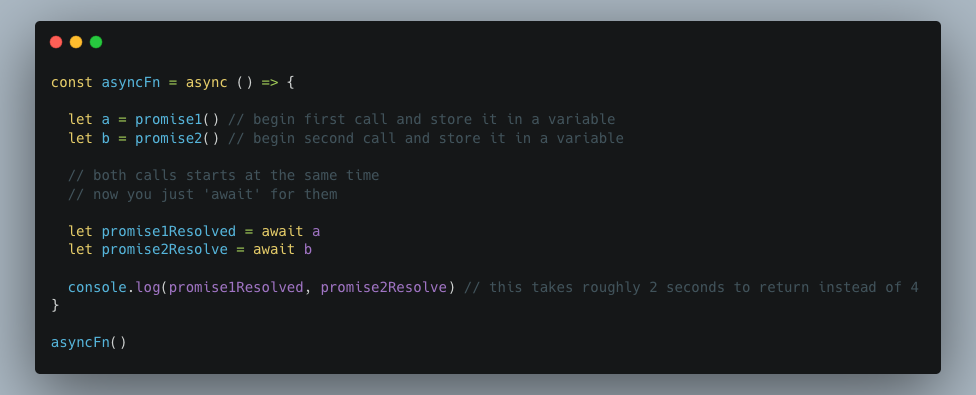 const asyncFn = async () => {
let a = promise1() // begin first call and store it in a variable
let b = promise2() // begin second call and store it in a variable
// both calls starts at the same time
// now you just 'await' for them
let promise1Resolved = await a
let promise2Resolve = await b
console.log(promise1Resolved, promise2Resolve) // this takes roughly 2 seconds to return instead of 4
}
asyncFn()